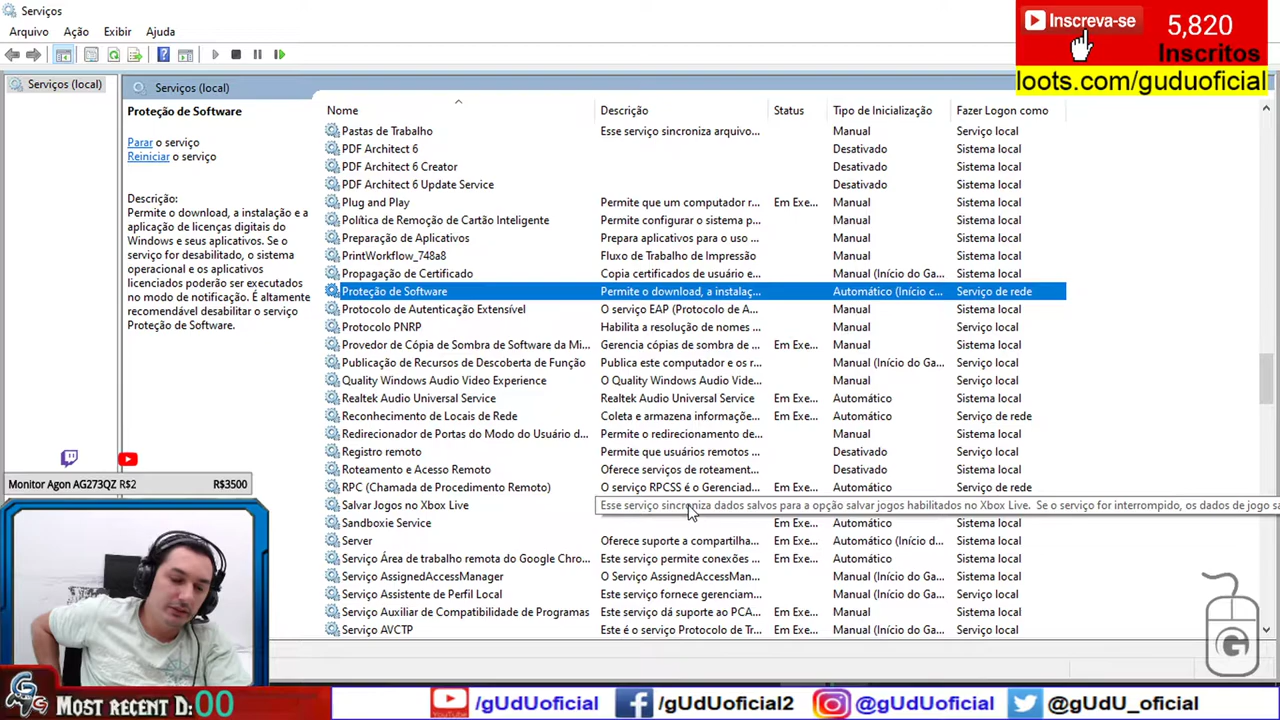 Serviços
Arquivo Ação Exibir Ajuda
Serviços (local)
Serviços (local)
Proteção de Software
Parar o serviço
Reiniciar o serviço
Descrição:
Permite o download, a instalação e a
aplicação de licenças digitais do
Windows e seus aplicativos. Se o
serviço for desabilitado, o sistema
operacional e os aplicativos
licenciados poderão ser executados
no modo de notificação. É altamente
recomendável desabilitar o serviço
Proteção de Software.
Nome Descrição Status Tipo de Inicialização Fazer Logon como
Pastas de Trabalho Esse serviço sincroniza arquivo... Manual Serviço local
PDF Architect 6 Desativado Sistema local
PDF Architect 6 Creator Desativado Sistema local
PDF Architect 6 Update Service Desativado Sistema local
Plug and Play Permite que um computador r... Em Exe... Manual Sistema local
Política de Remoção de Cartão Inteligente Permite configurar o sistema p... Manual Sistema local
Preparação de Aplicativos Prepara aplicativos para o uso ... Manual Sistema local
PrintWorkflow_748a8 Fluxo de Trabalho de Impressão Manual Sistema local
Propagação de Certificado Copia certificados de usuário e... Manual (Início do Ga... Sistema local
Proteção de Software Permite o download, a instalaç... Automático (Início c... Serviço de rede
Protocolo de Autenticação Extensível O serviço EAP (Protocolo de A... Manual Sistema local
Protocolo PNRP Habilita a resolução de nomes ... Manual Serviço local
Provedor de Cópia de Sombra de Software da Mi... Gerencia cópias de sombra de ... Em Exe... Manual Sistema local
Publicação de Recursos de Descoberta de Função Publica este computador e os r... Manual (Início do Ga... Serviço local
Quality Windows Audio Video Experience O Quality Windows Audio Vide... Manual Serviço local
Realtek Audio Universal Service Realtek Audio Universal Service Em Exe... Automático Sistema local
Reconhecimento de Locais de Rede Coleta e armazena informaçõe... Em Exe... Automático Serviço de rede
Redirecionador de Portas do Modo do Usuário d... Permite o redirecionamento de... Manual Sistema local
Registro remoto Permite que usuários remotos ... Desativado Serviço local
Roteamento e Acesso Remoto Oferece serviços de roteament... Desativado Sistema local
RPC (Chamada de Procedimento Remoto) O serviço RPCSS é o Gerenciad... Em Exe... Automático Serviço de rede
Salvar Jogos no Xbox Live Esse serviço sincroniza dados salvos para a opção salvar jogos habilitados no Xbox Live. Se o serviço for interrompido, os dados de jogo sa
Sandboxie Service Em Exe... Automático Sistema local
Server Oferece suporte a compartilha... Em Exe... Automático (Início d... Sistema local
Serviço Área de trabalho remota do Google Chro... Este serviço permite conexões ... Em Exe... Automático Sistema local
Serviço AssignedAccessManager O Serviço AssignedAccessMan... Manual (Início do Ga... Sistema local
Serviço Assistente de Perfil Local Este serviço fornece gerenciam... Manual (Início do Ga... Serviço local
Serviço Auxiliar de Compatibilidade de Programas Este serviço dá suporte ao PCA... Em Exe... Manual Sistema local
Serviço AVCTP Este é o serviço Protocolo de Tr... Em Exe... Manual (Início do Ga... Serviço local
Inscreva-se 5,820
Inscritos
loots.com/guduoficial
Monitor Agon AG273QZ R$2 R$3500
G
MOST RECENT D: 00
YouTube /gUdUoficial /gUdUoficial2 @gUdUoficial @gUdU_oficial